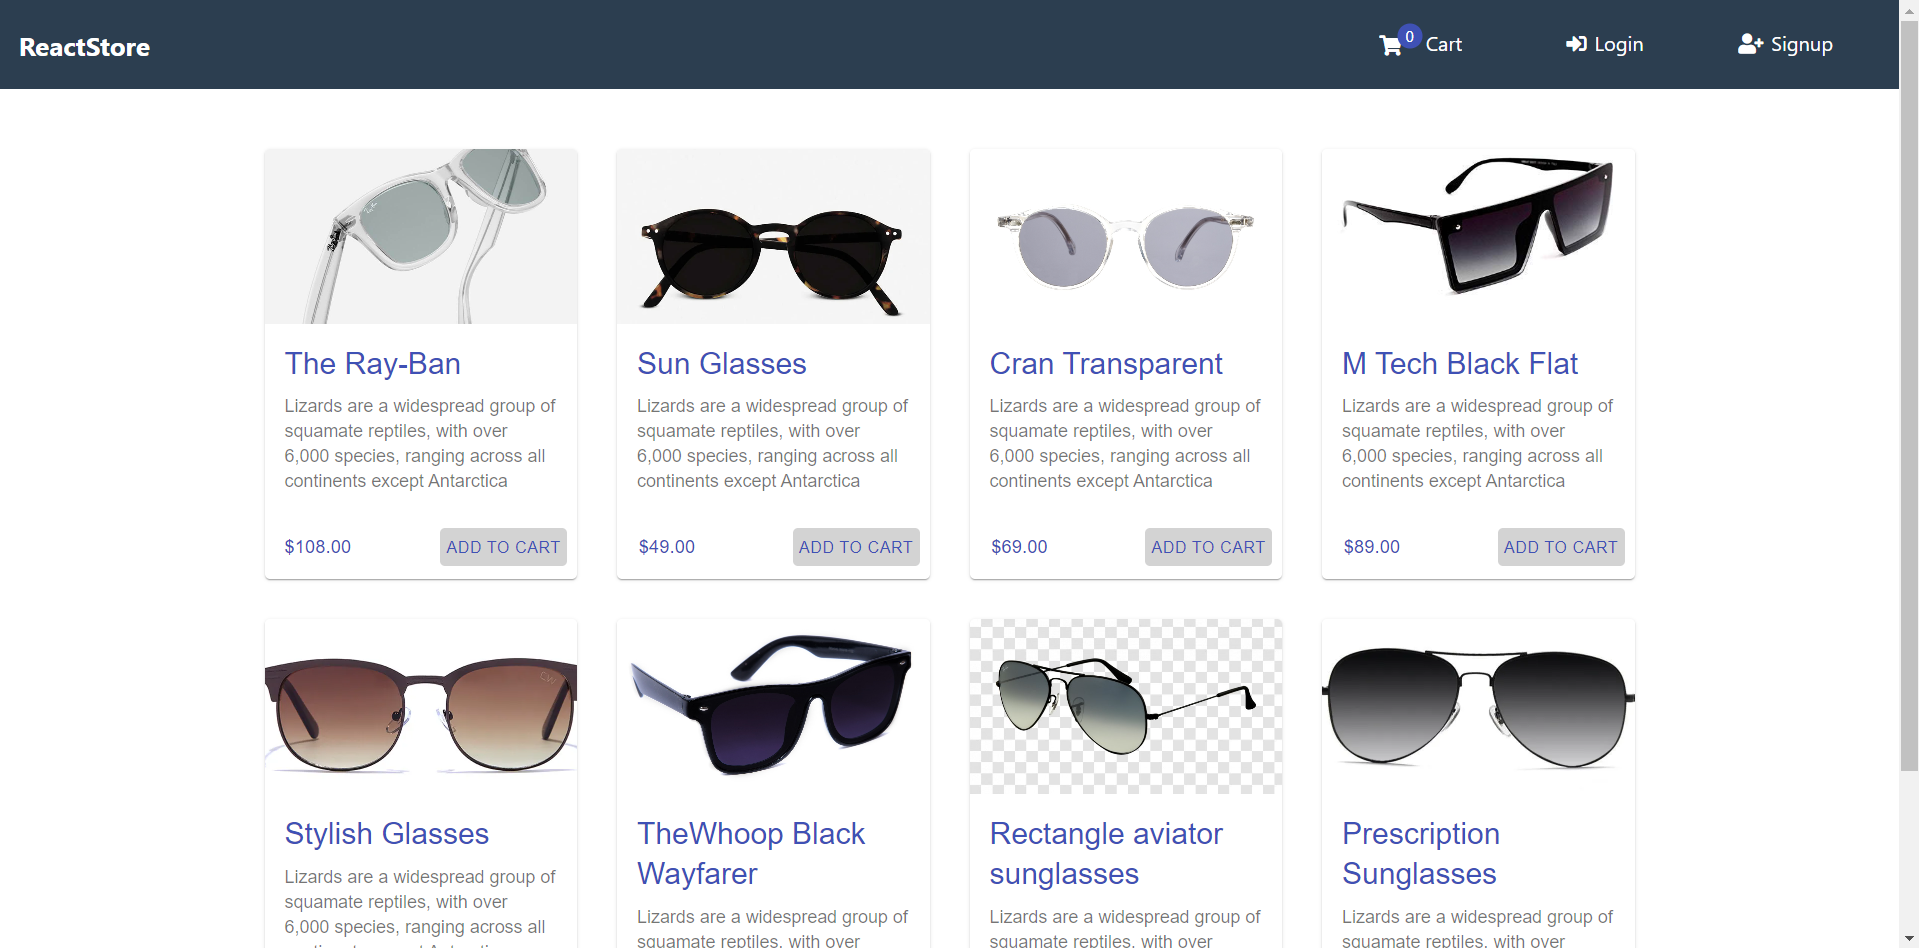 ReactStore
0 Cart
Login
Signup
The Ray-Ban
Lizards are a widespread group of
squamate reptiles, with over
6,000 species, ranging across all
continents except Antarctica
$108.00
ADD TO CART
Sun Glasses
Lizards are a widespread group of
squamate reptiles, with over
6,000 species, ranging across all
continents except Antarctica
$49.00
ADD TO CART
Cran Transparent
Lizards are a widespread group of
squamate reptiles, with over
6,000 species, ranging across all
continents except Antarctica
$69.00
ADD TO CART
M Tech Black Flat
Lizards are a widespread group of
squamate reptiles, with over
6,000 species, ranging across all
continents except Antarctica
$89.00
ADD TO CART
Stylish Glasses
Lizards are a widespread group of
squamate reptiles, with over
6,000 species, ranging across all
TheWhoop Black
Wayfarer
Lizards are a widespread group of
squamate reptiles, with over
Rectangle aviator
sunglasses
Lizards are a widespread group of
squamate reptiles, with over
Prescription
Sunglasses
Lizards are a widespread group of
squamate reptiles, with over